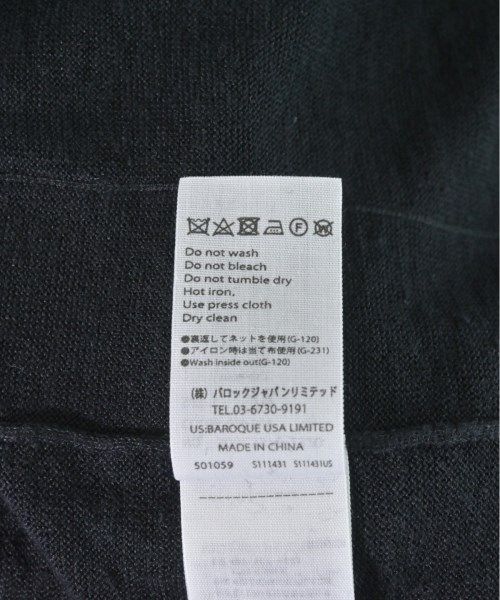 F W
Do not wash
Do not bleach
Do not tumble dry
Hot iron,
Use press cloth
Dry clean
●裏返してネットを使用(G-120)
●アイロン時は当て布使用(G-231)
●Wash inside out(G-120)
(株) バロックジャパンリミテッド
TEL.03-6730-9191
US:BAROQUE USA LIMITED
MADE IN CHINA
501059 S111431 S111431US